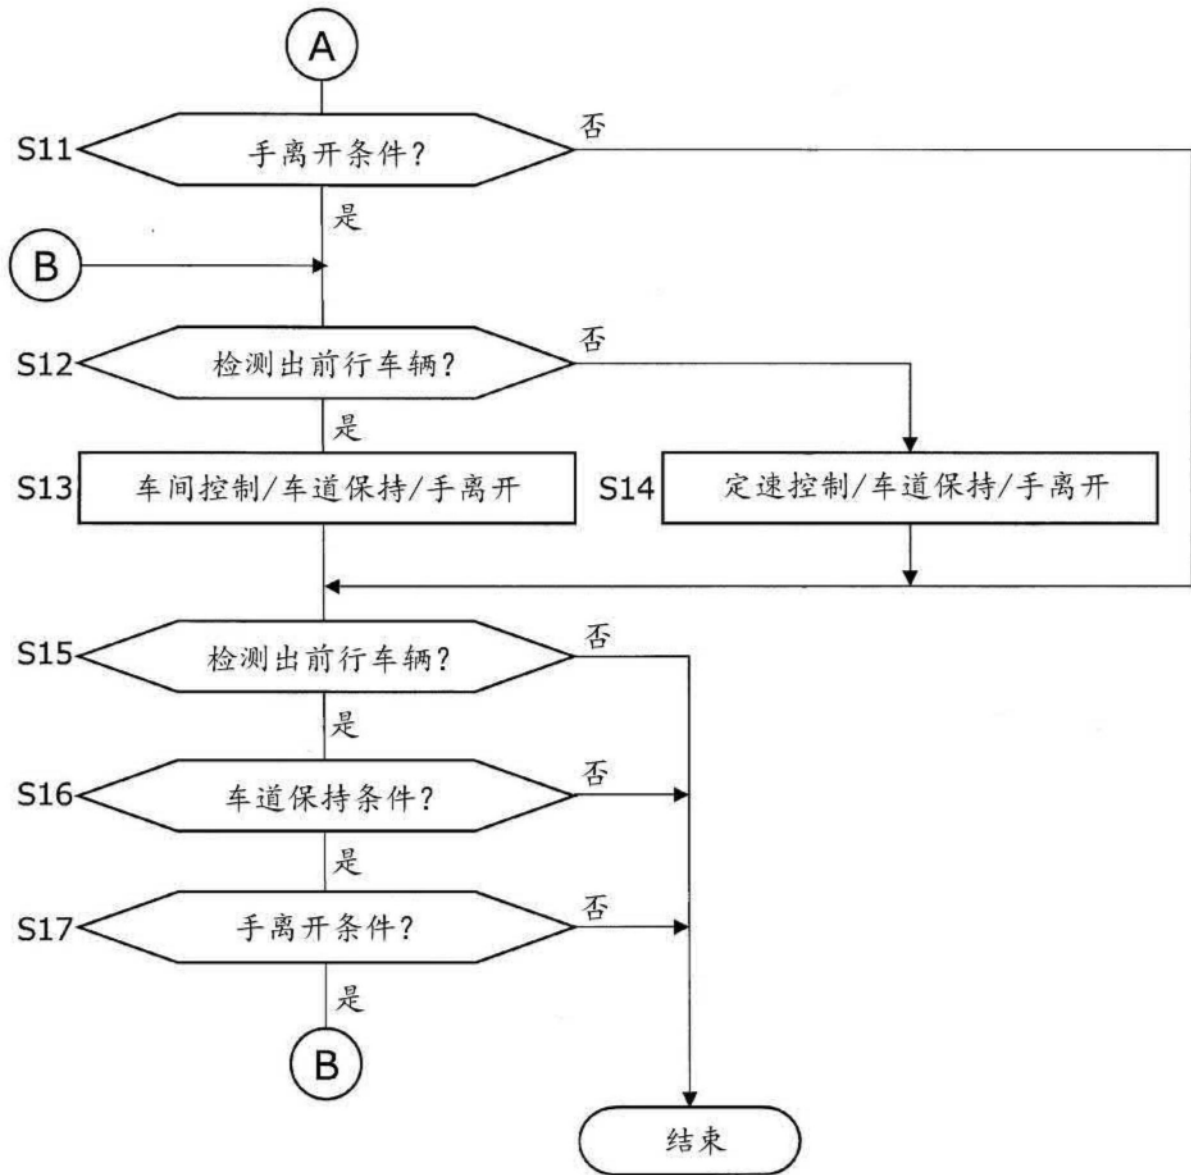 A
S11
手离开条件?
否
是
B
S12
检测出前行车辆?
否
是
S13
车间控制/车道保持/手离开
S14
定速控制/车道保持/手离开
S15
检测出前行车辆?
否
是
S16
车道保持条件?
否
是
S17
手离开条件?
否
是
B
结束